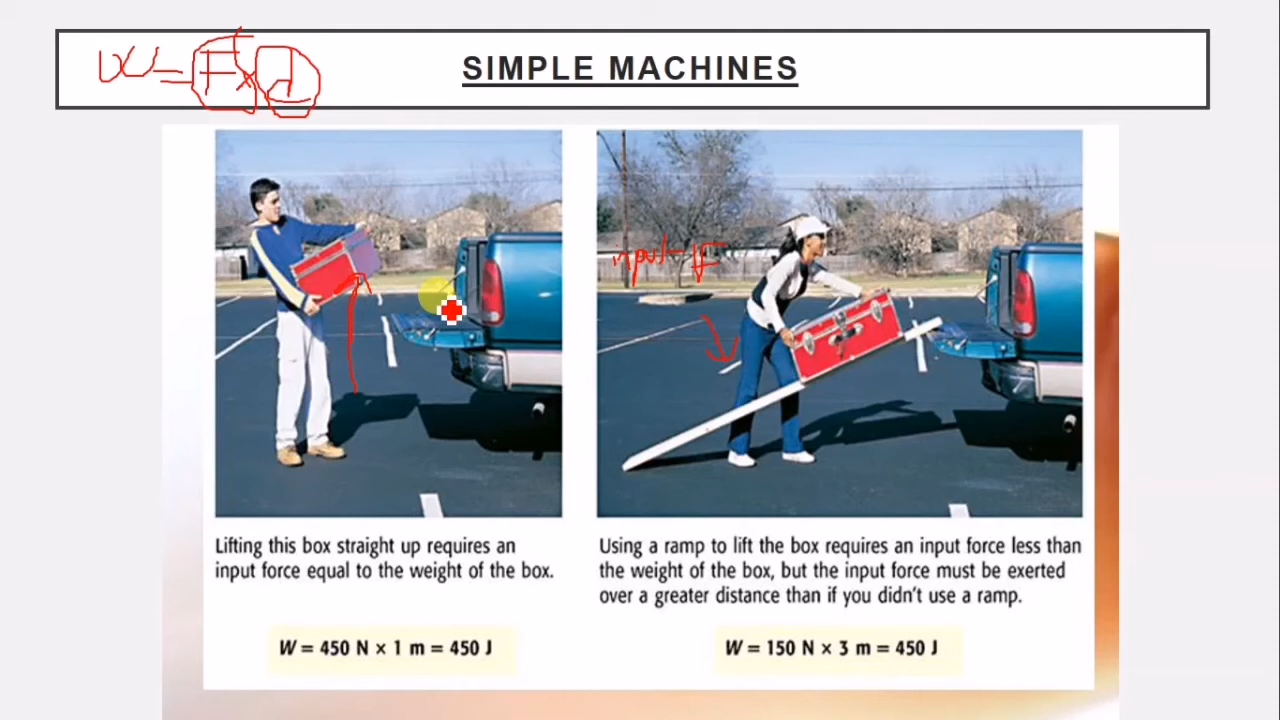 W = F x d
SIMPLE MACHINES
input F
Lifting this box straight up requires an
input force equal to the weight of the box.
W = 450 N × 1 m = 450 J
Using a ramp to lift the box requires an input force less than
the weight of the box, but the input force must be exerted
over a greater distance than if you didn't use a ramp.
W = 150 N × 3 m = 450 J